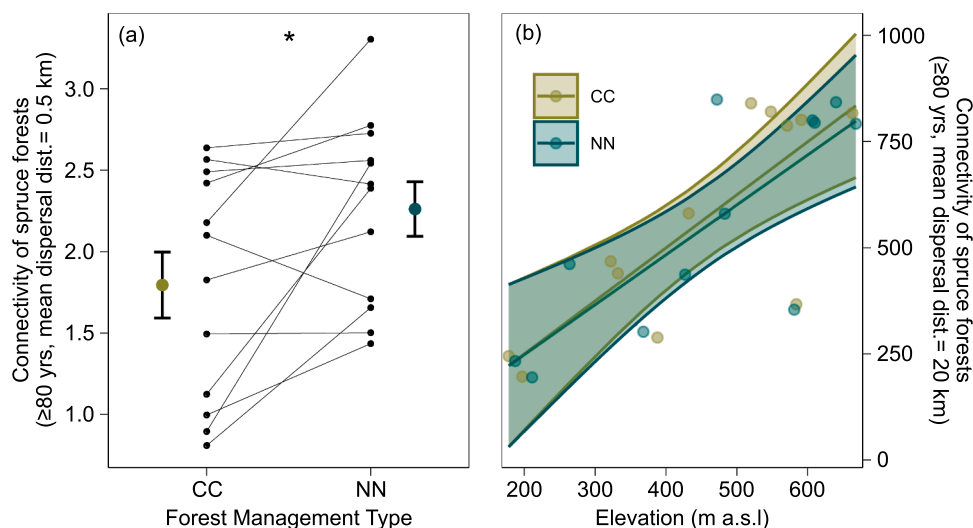 (a)
*
Connectivity of spruce forests
(≥80 yrs, mean dispersal dist.= 0.5 km)
3.0
2.5
2.0
1.5
1.0
CC
NN
Forest Management Type
(b)
CC
NN
1000
750
500
250
0
Connectivity of spruce forests
(≥80 yrs, mean dispersal dist.= 20 km)
200
300
400
500
600
Elevation (m a.s.l)